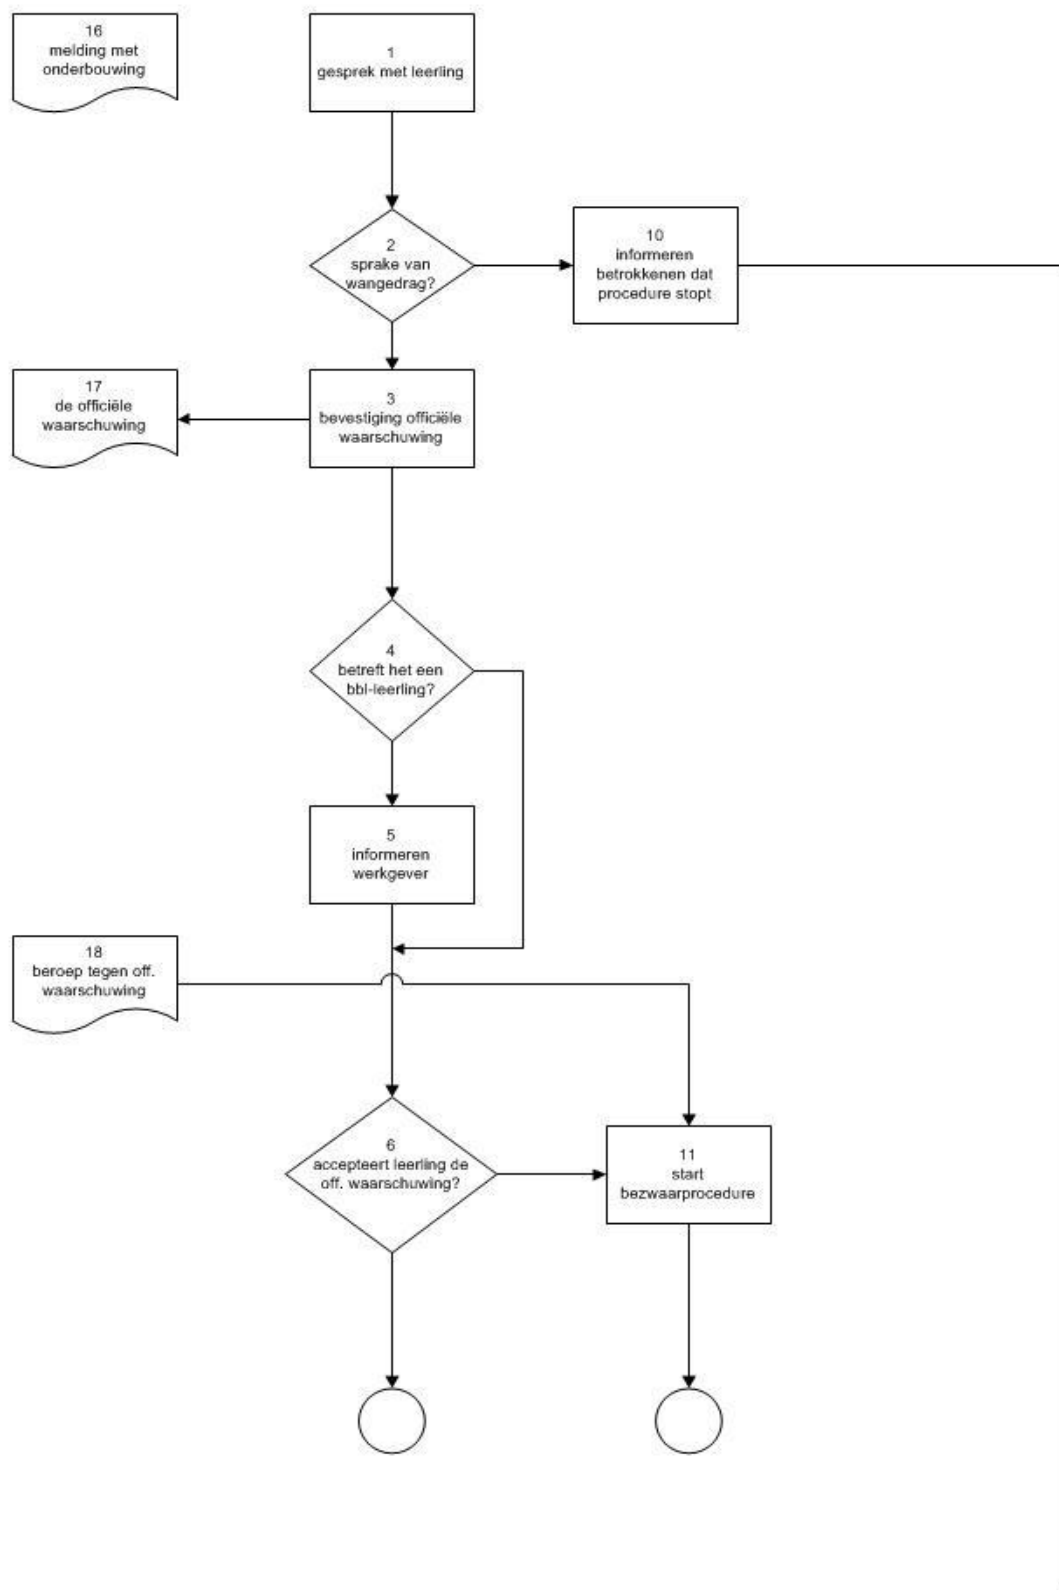 16
melding met
onderbouwing
1
gesprek met leerling
2
sprake van
wangedrag?
10
informeren
betrokkenen dat
procedure stopt
17
de officiële
waarschuwing
3
bevestiging officiële
waarschuwing
4
betreft het een
bbl-leerling?
5
informeren
werkgever
18
beroep tegen off.
waarschuwing
6
accepteert leerling de
off. waarschuwing?
11
start
bezwaarprocedure